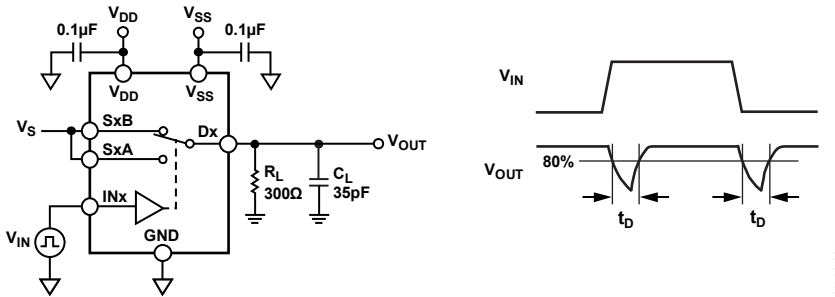 VDD
VSS
0.1µF
0.1µF
VDD
VSS
VS
SxB
Dx
VOUT
SxA
RL
300Ω
CL
35pF
INx
VIN
GND
VIN
VOUT
80%
tD
tD